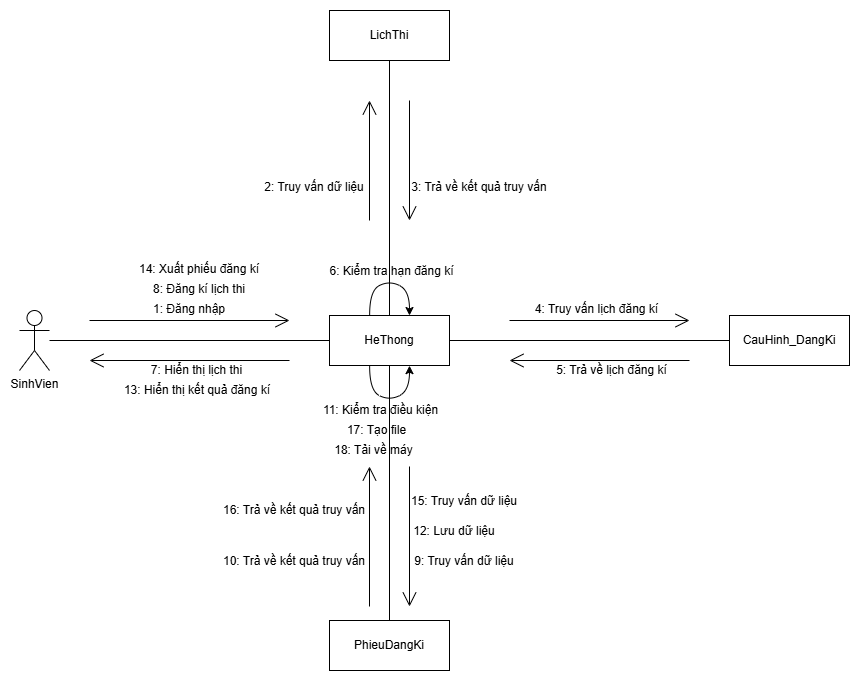 LichThi
2: Truy vấn dữ liệu
3: Trả về kết quả truy vấn
14: Xuất phiếu đăng kí
8: Đăng kí lịch thi
1: Đăng nhập
6: Kiểm tra hạn đăng kí
4: Truy vấn lịch đăng kí
HeThong
CauHinh_DangKi
SinhVien
7: Hiển thị lịch thi
13: Hiển thị kết quả đăng kí
5: Trả về lịch đăng kí
11: Kiểm tra điều kiện
17: Tạo file
18: Tải về máy
16: Trả về kết quả truy vấn
10: Trả về kết quả truy vấn
15: Truy vấn dữ liệu
12: Lưu dữ liệu
9: Truy vấn dữ liệu
PhieuDangKi